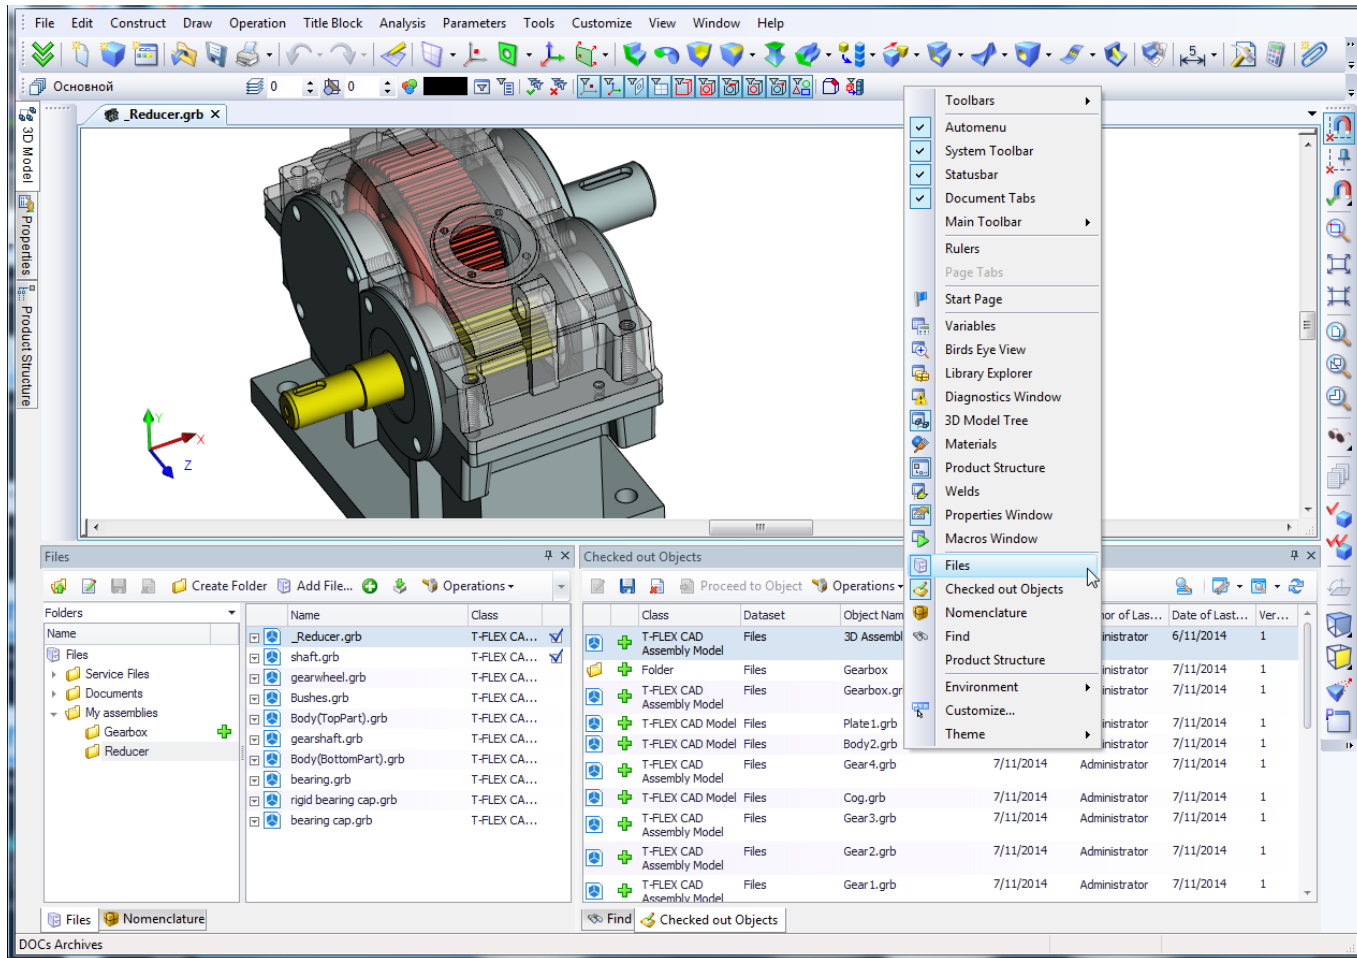 File Edit Construct Draw Operation Title Block Analysis Parameters Tools Customize View Window Help
5
Основной 0 0
3D Model
Properties
Product Structure
_Reducer.grb
Y
X
Z
Toolbars
Automenu
System Toolbar
Statusbar
Document Tabs
Main Toolbar
Rulers
Page Tabs
Start Page
Variables
Birds Eye View
Library Explorer
Diagnostics Window
3D Model Tree
Materials
Product Structure
Welds
Properties Window
Macros Window
Files
Checked out Objects
Nomenclature
Find
Product Structure
Environment
Customize...
Theme
Files
Create Folder Add File... Operations
Folders
Name
Files
Service Files
Documents
My assemblies
Gearbox
Reducer
Name Class
_Reducer.grb T-FLEX CA...
shaft.grb T-FLEX CA...
gearwheel.grb T-FLEX CA...
Bushes.grb T-FLEX CA...
Body(TopPart).grb T-FLEX CA...
gearshaft.grb T-FLEX CA...
Body(BottomPart).grb T-FLEX CA...
bearing.grb T-FLEX CA...
rigid bearing cap.grb T-FLEX CA...
bearing cap.grb T-FLEX CA...
Files Nomenclature
Checked out Objects
Proceed to Object Operations
Class Dataset Object Nam or of Las... Date of Last... Ver...
T-FLEX CAD Files 3D Assembl inistrator 6/11/2014 1
Assembly Model
Folder Files Gearbox inistrator 7/11/2014 1
T-FLEX CAD Files Gearbox.gr inistrator 7/11/2014 1
Assembly Model
T-FLEX CAD Model Files Plate1.grb inistrator 7/11/2014 1
T-FLEX CAD Model Files Body2.grb inistrator 7/11/2014 1
T-FLEX CAD Files Gear4.grb 7/11/2014 Administrator 7/11/2014 1
Assembly Model
T-FLEX CAD Model Files Cog.grb 7/11/2014 Administrator 7/11/2014 1
T-FLEX CAD Files Gear3.grb 7/11/2014 Administrator 7/11/2014 1
Assembly Model
T-FLEX CAD Files Gear2.grb 7/11/2014 Administrator 7/11/2014 1
Assembly Model
T-FLEX CAD Files Gear1.grb 7/11/2014 Administrator 7/11/2014 1
Assembly Model
Find Checked out Objects
DOCs Archives